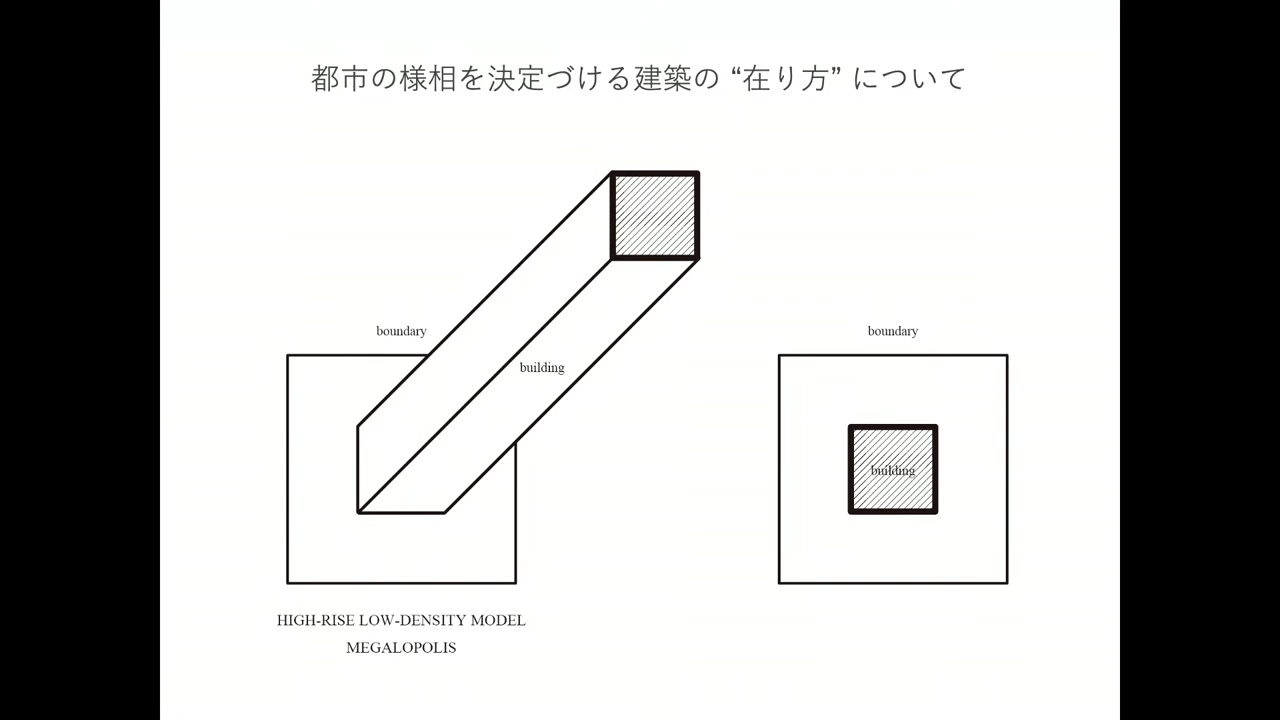 都市の様相を決定づける建築の “在り方” について
boundary
building
boundary
building
HIGH-RISE LOW-DENSITY MODEL
MEGALOPOLIS